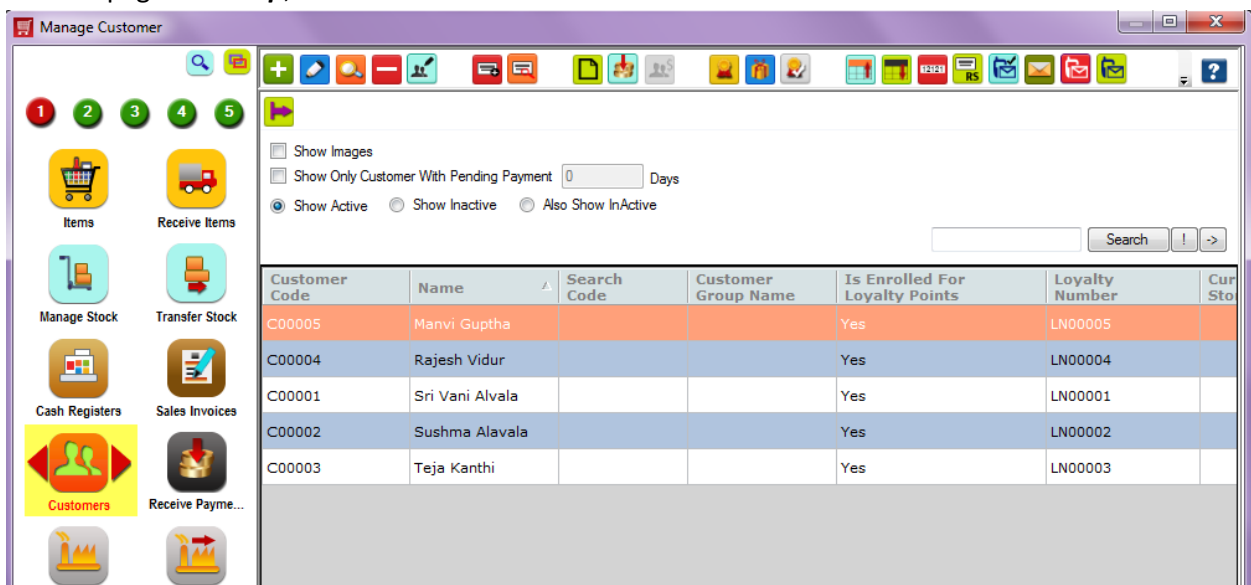 Manage Customer
1 2 3 4 5
12121
RS
S
?
Show Images
Show Only Customer With Pending Payment 0 Days
Show Active Show Inactive Also Show InActive
Search ! ->
Items Receive Items
Manage Stock Transfer Stock
Cash Registers Sales Invoices
Customers Receive Payme...
Customer Code Name Search Code Customer Group Name Is Enrolled For Loyalty Points Loyalty Number Cur
C00005 Manvi Guptha Yes LN00005
C00004 Rajesh Vidur Yes LN00004
C00001 Sri Vani Alvala Yes LN00001
C00002 Sushma Alavala Yes LN00002
C00003 Teja Kanthi Yes LN00003